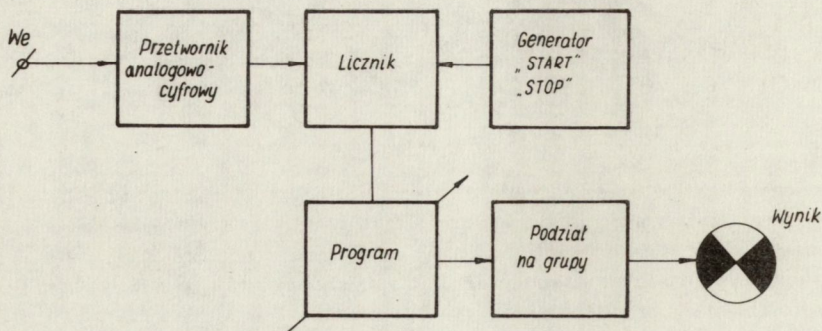 We
Przetwornik
analogowo-
cyfrowy
Licznik
Generator
„START”
„STOP”
Program
Podział
na grupy
Wynik